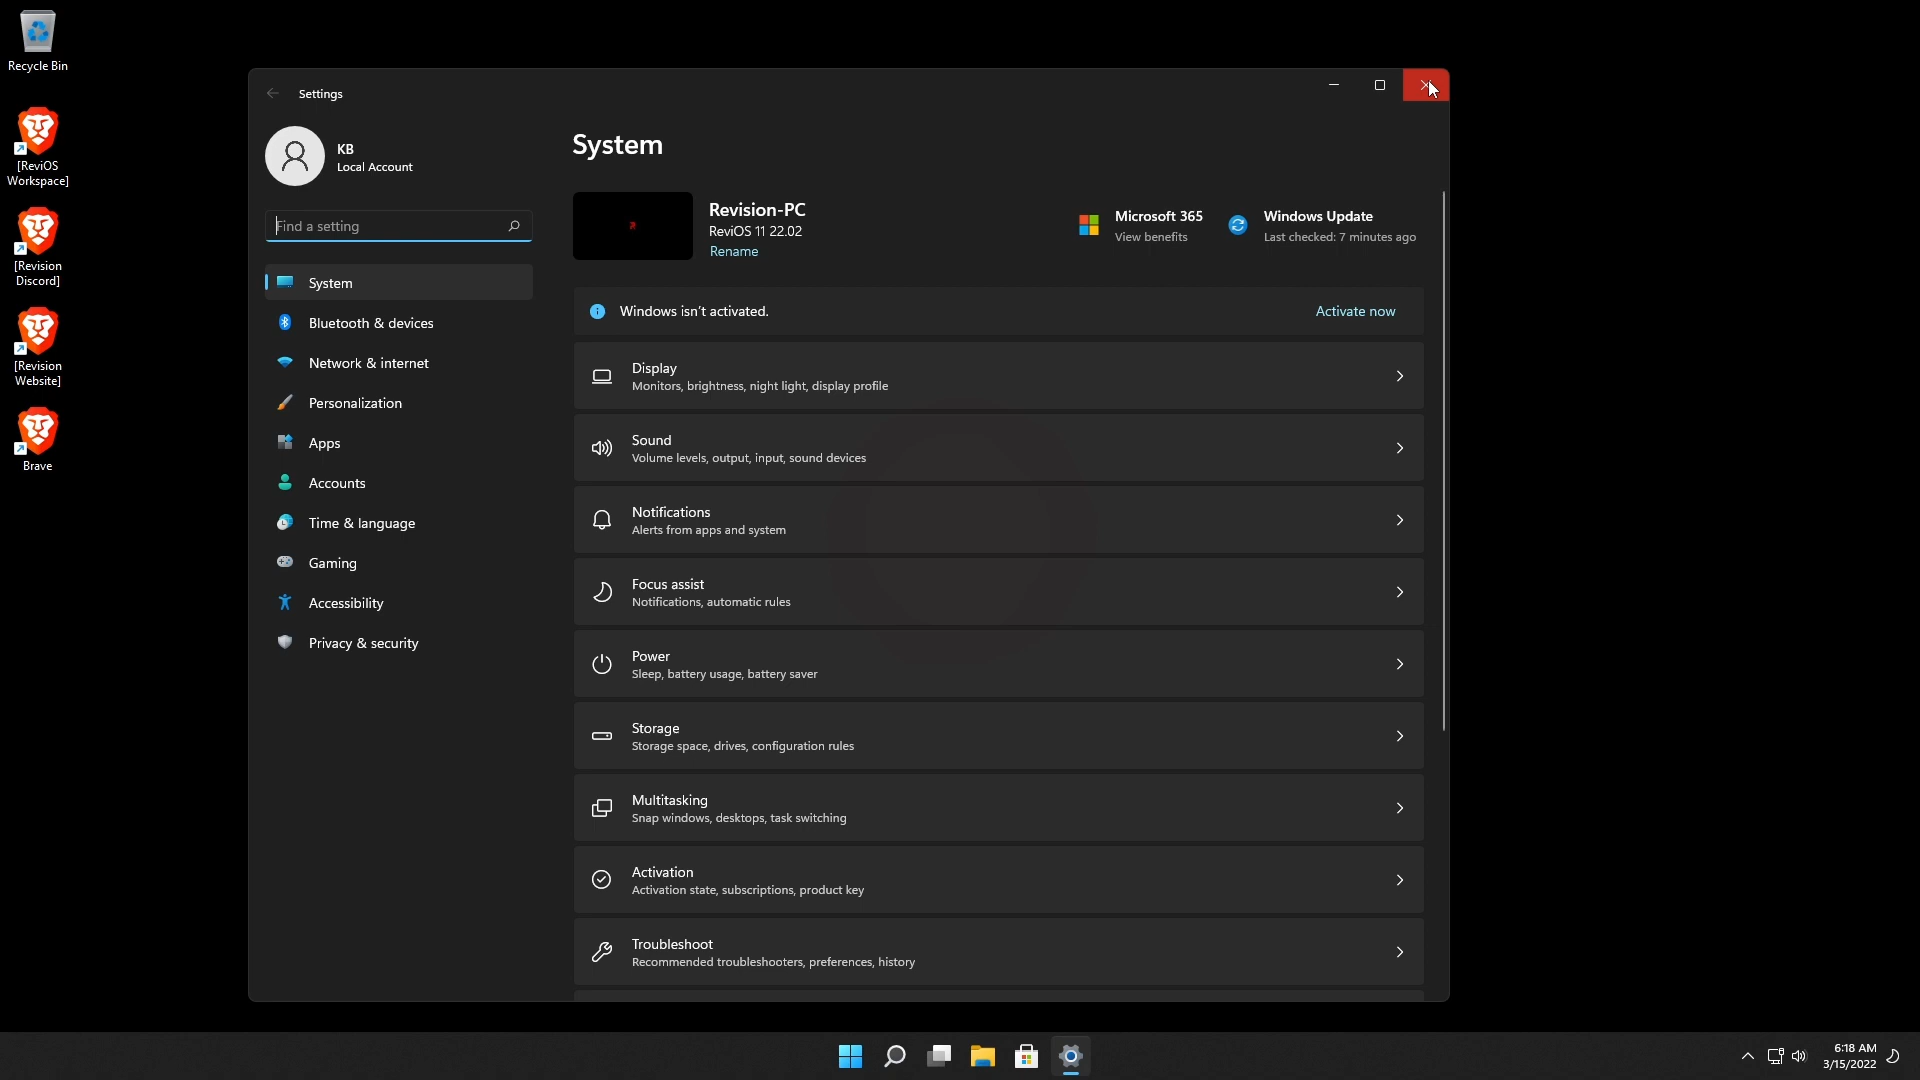 Recycle Bin
[ReviOS
Workspace]
[Revision
Discord]
[Revision
Website]
Brave
Settings
KB
Local Account
Find a setting
System
Bluetooth & devices
Network & internet
Personalization
Apps
Accounts
Time & language
Gaming
Accessibility
Privacy & security
System
Revision-PC
ReviOS 11 22.02
Rename
Microsoft 365
View benefits
Windows Update
Last checked: 7 minutes ago
Windows isn't activated.
Activate now
Display
Monitors, brightness, night light, display profile
Sound
Volume levels, output, input, sound devices
Notifications
Alerts from apps and system
Focus assist
Notifications, automatic rules
Power
Sleep, battery usage, battery saver
Storage
Storage space, drives, configuration rules
Multitasking
Snap windows, desktops, task switching
Activation
Activation state, subscriptions, product key
Troubleshoot
Recommended troubleshooters, preferences, history
6:18 AM
3/15/2022